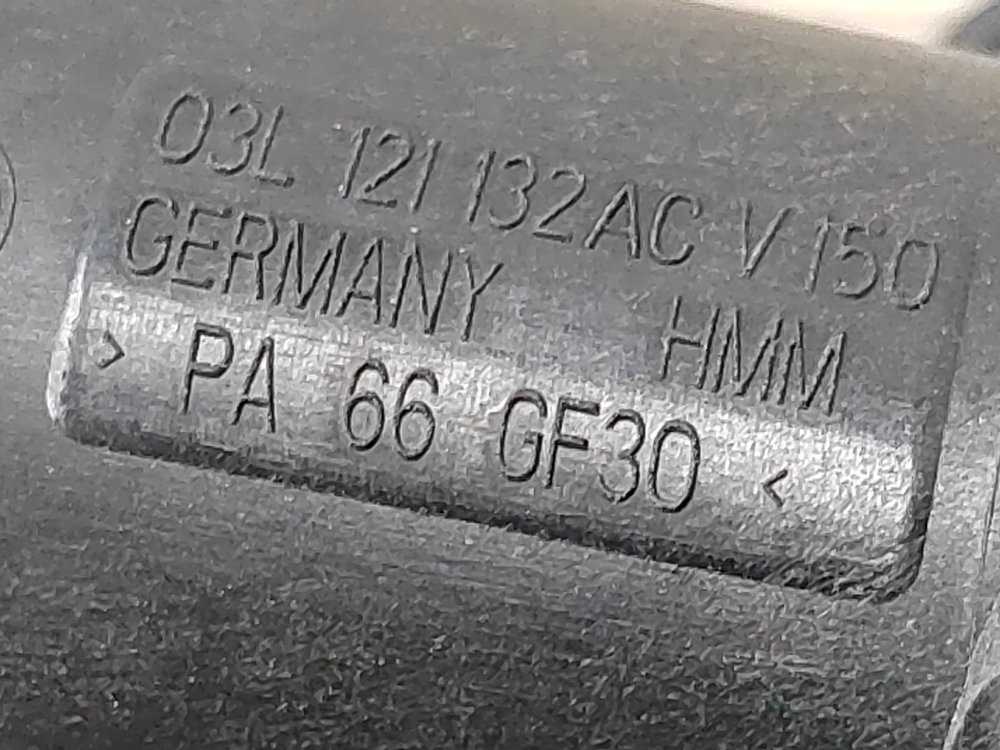 03L 121 132AC V 150
GERMANY HMM
> PA 66 GF30 <